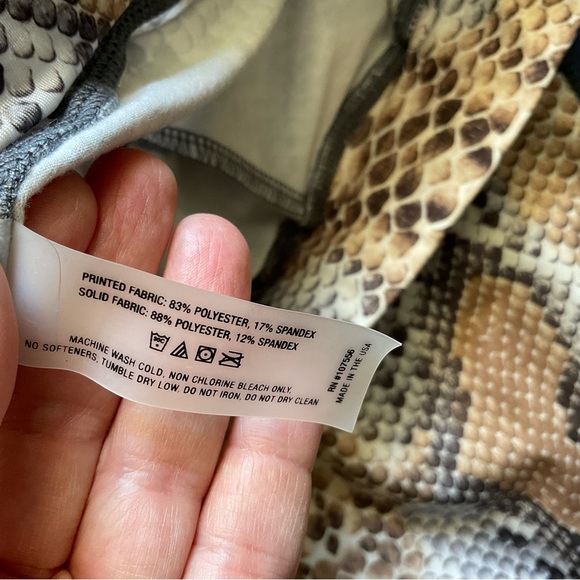 PRINTED FABRIC: 83% POLYESTER, 17% SPANDEX
SOLID FABRIC: 88% POLYESTER, 12% SPANDEX
MACHINE WASH COLD, NON CHLORINE BLEACH ONLY,
NO SOFTENERS, TUMBLE DRY LOW, DO NOT IRON, DO NOT DRY CLEAN
RN #107556
MADE IN THE USA